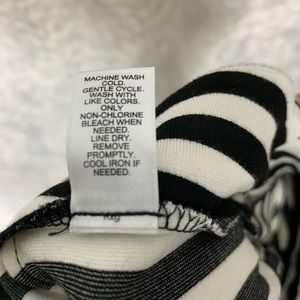 MACHINE WASH
COLD.
GENTLE CYCLE.
WASH WITH
LIKE COLORS.
ONLY
NON-CHLORINE
BLEACH WHEN
NEEDED.
LINE DRY.
REMOVE
PROMPTLY.
COOL IRON IF
NEEDED.